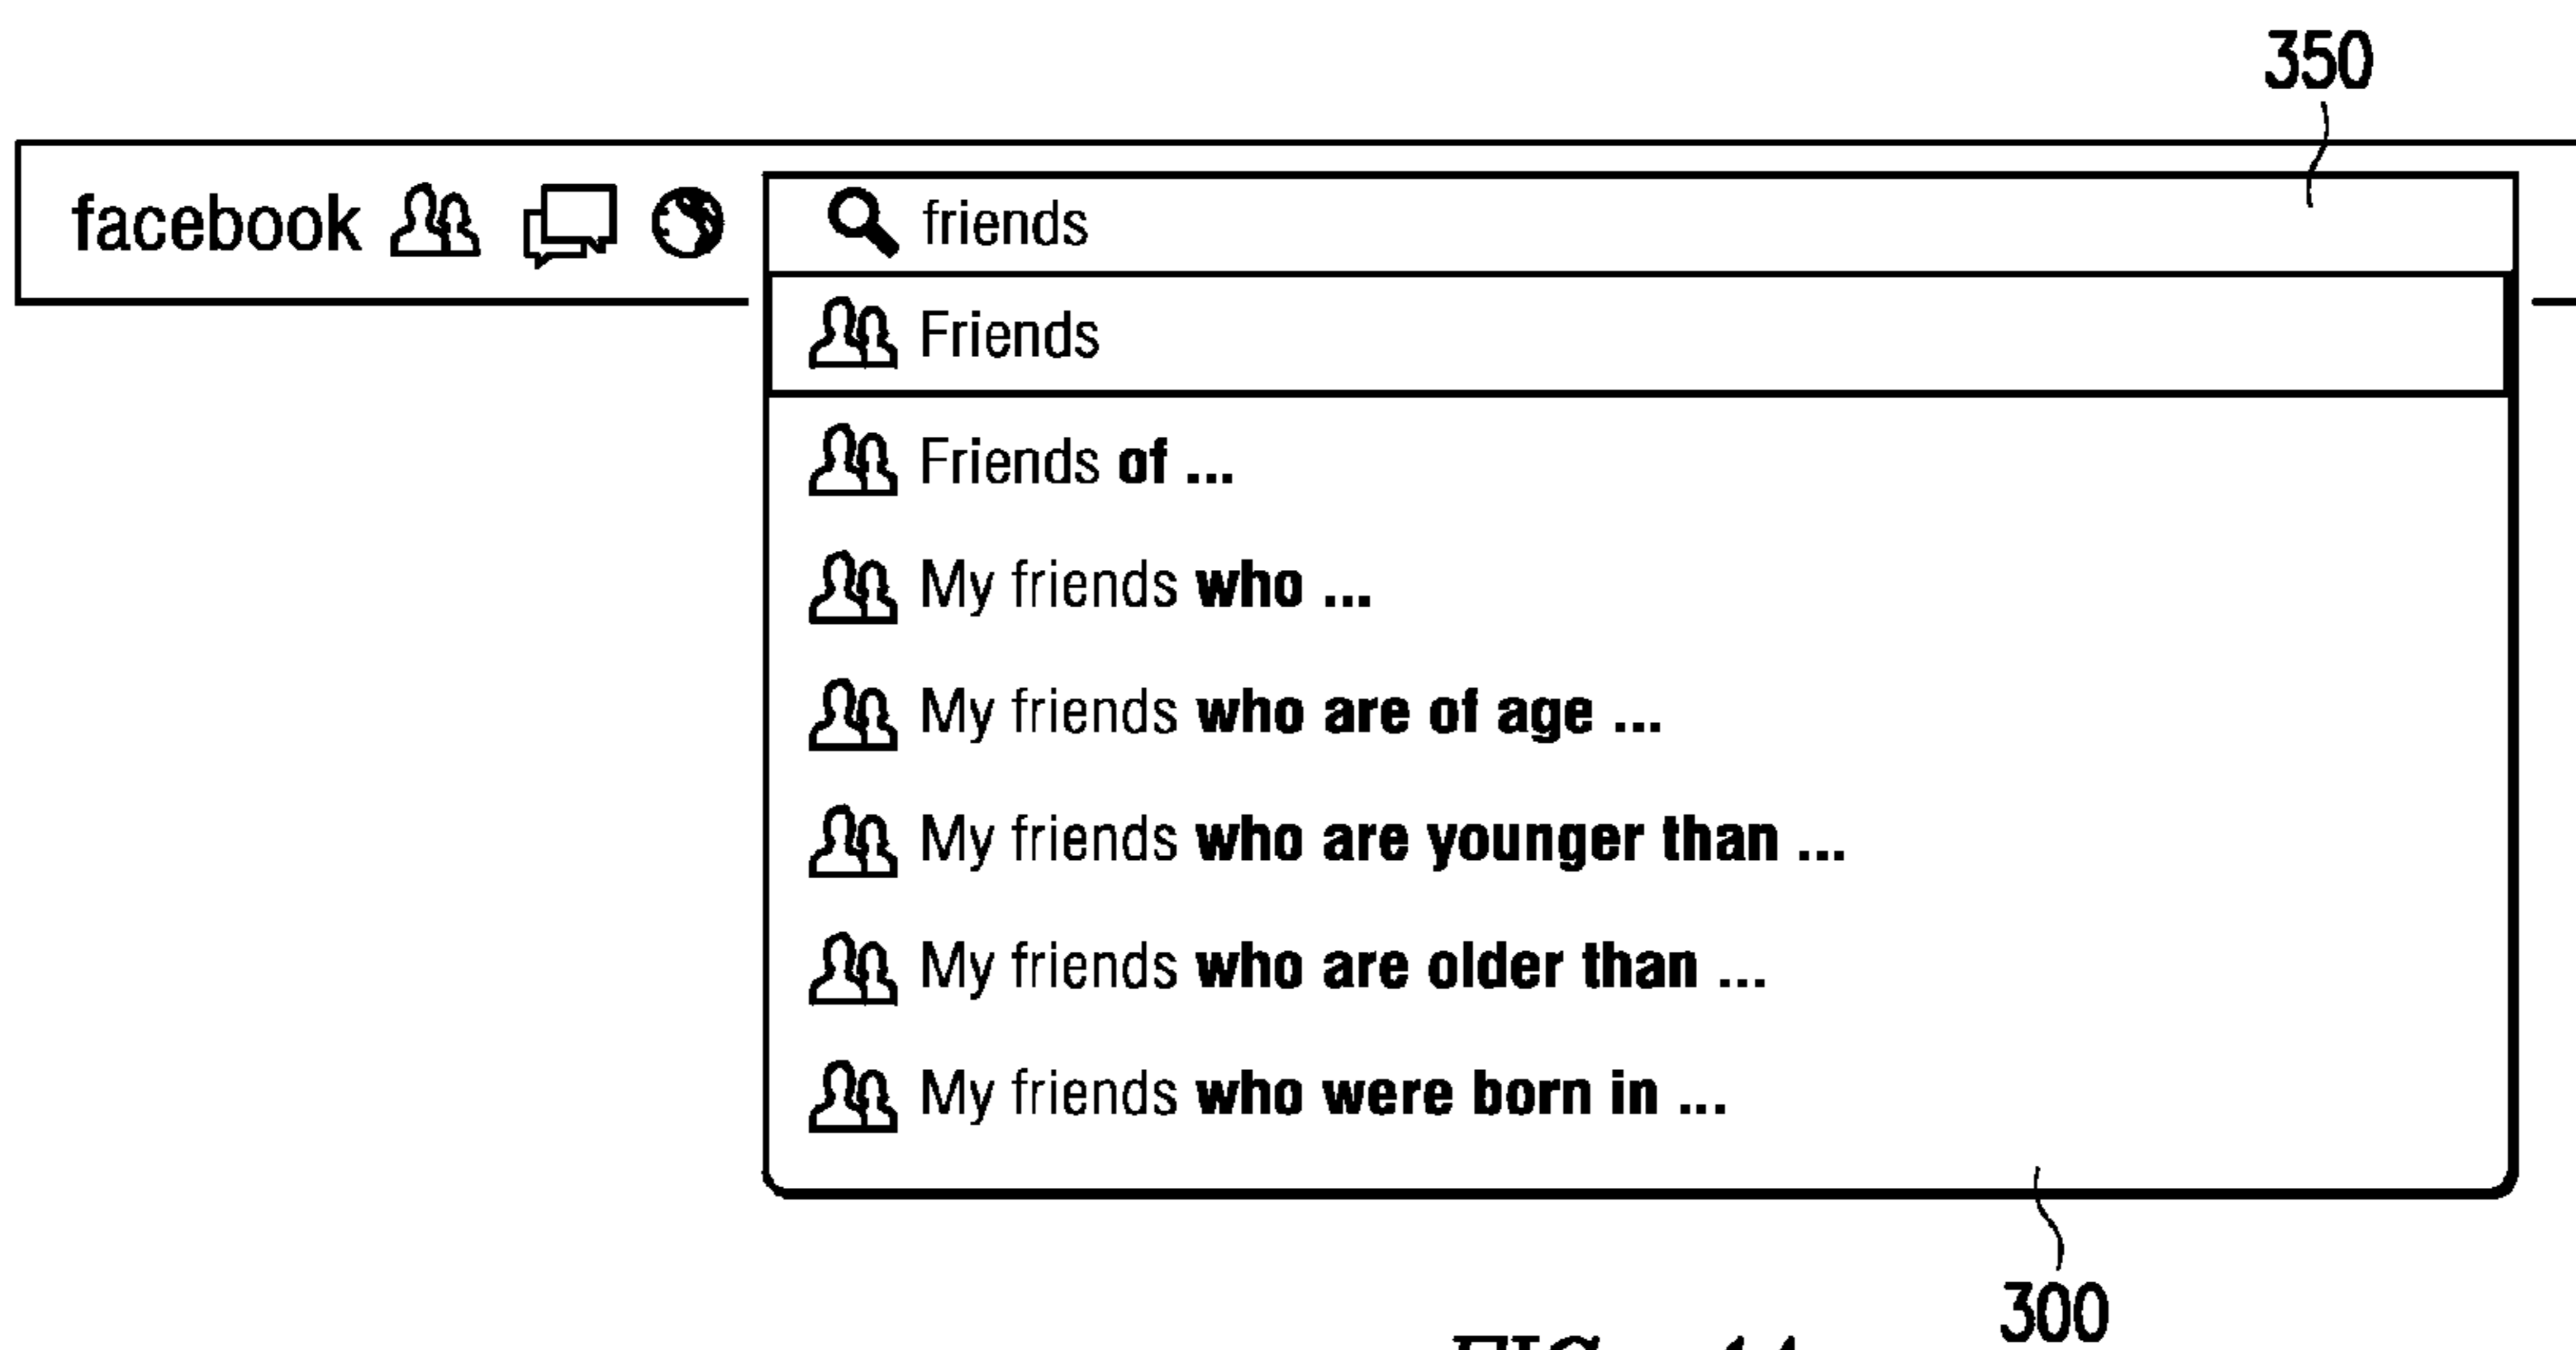 350
facebook
friends
Friends
Friends of ...
My friends who ...
My friends who are of age ...
My friends who are younger than ...
My friends who are older than ...
My friends who were born in ...
300